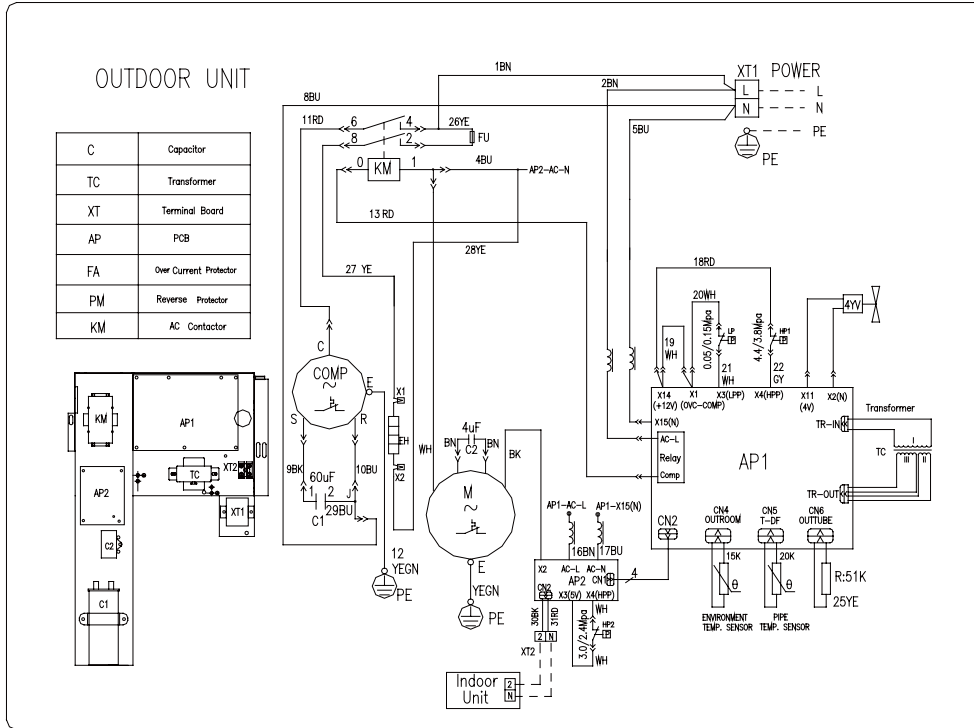 OUTDOOR UNIT
1BN
2BN
XT1 POWER
L L
N N
PE
PE
8BU
5BU
11RD
6 4
26YE
FU
8 2
0 KM 1
4BU
AP2-AC-N
13 RD
28YE
27 YE
C Capacitor
TC Transformer
XT Terminal Board
AP PCB
FA Over Current Protector
PM Reverse Protector
KM AC Contactor
18RD
20WH
19
WH
0.05/0.15Mpa
LP
P
21
WH
4.4/3.8Mpa
HP1
P
22
GY
4YV
X14
(+12V)
X1
(OVC-COMP)
X3(LPP)
X4(HPP)
X11
(4V)
X2(N)
X15(N)
AC-L
Relay
Comp
AP1
TR-IN
TR-OUT
Transformer
TC
I
II
III
CN2
CN4
OUTROOM
CN5
T-DF
CN6
OUTTUBE
15K
θ
20K
θ
R:51K
25YE
ENVIRONMENT
TEMP. SENSOR
PIPE
TEMP. SENSOR
C
COMP
~
S R
E
9BK
60uF
1 2
C1
29BU
J
10BU
X1
EH
X2
12
YEGN
PE
WH
4uF
BN C2 BN
BK
M
~
E
YEGN
PE
AP1-AC-L
AP1-X15(N)
16BN
17BU
X2 AC-L AC-N
AP2
CN1
CN2
X3(5V) X4(HPP)
4
30BK
31RD
2 N
XT2
3.0/2.4Mpa
WH
HP2
P
WH
Indoor
Unit
2
N
KM
AP1
TC
XT2
AP2
XT1
C2
C1